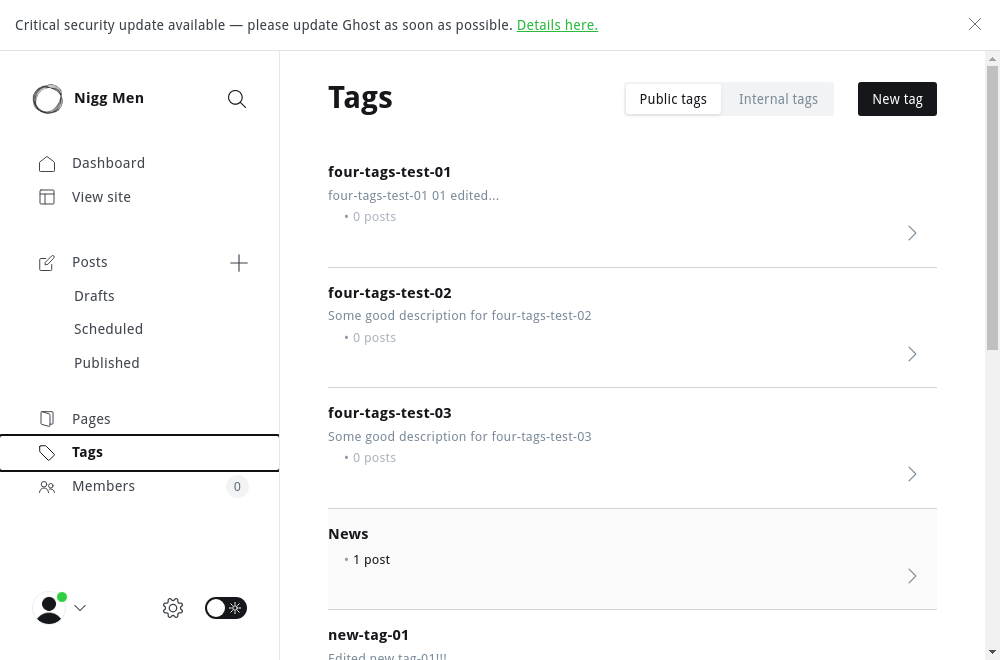 Critical security update available — please update Ghost as soon as possible. Details here.
Nigg Men
Dashboard
View site
Posts
Drafts
Scheduled
Published
Pages
Tags
Members
0
Tags
Public tags
Internal tags
New tag
four-tags-test-01
four-tags-test-01 01 edited...
• 0 posts
four-tags-test-02
Some good description for four-tags-test-02
• 0 posts
four-tags-test-03
Some good description for four-tags-test-03
• 0 posts
News
• 1 post
new-tag-01
Edited new tag-01!!!